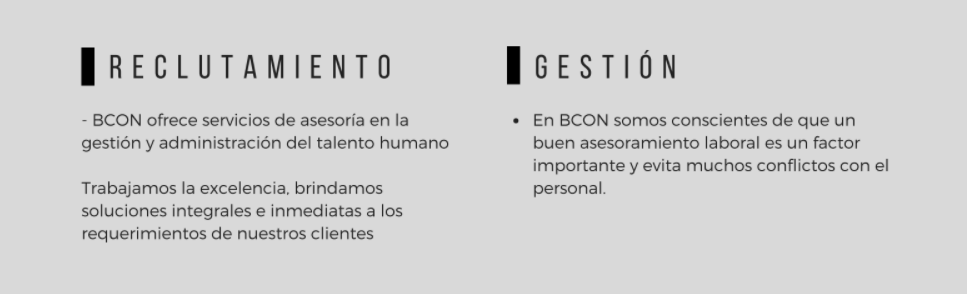 RECLUTAMIENTO
- BCON ofrece servicios de asesoría en la
gestión y administración del talento humano
Trabajamos la excelencia, brindamos
soluciones integrales e inmediatas a los
requerimientos de nuestros clientes
GESTIÓN
• En BCON somos conscientes de que un
buen asesoramiento laboral es un factor
importante y evita muchos conflictos con el
personal.